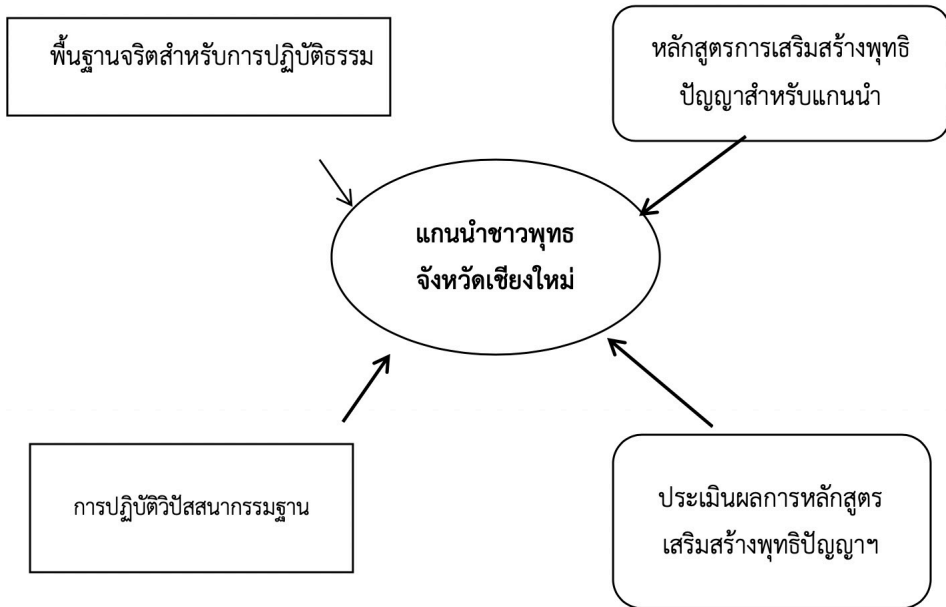 พื้นฐานจริตสำหรับการปฏิบัติธรรม
หลักสูตรการเสริมสร้างพุทธิ
ปัญญาสำหรับแกนนำ
แกนนำชาวพุทธ
จังหวัดเชียงใหม่
การปฏิบัติวิปัสสนากรรมฐาน
ประเมินผลการหลักสูตร
เสริมสร้างพุทธิปัญญาฯ